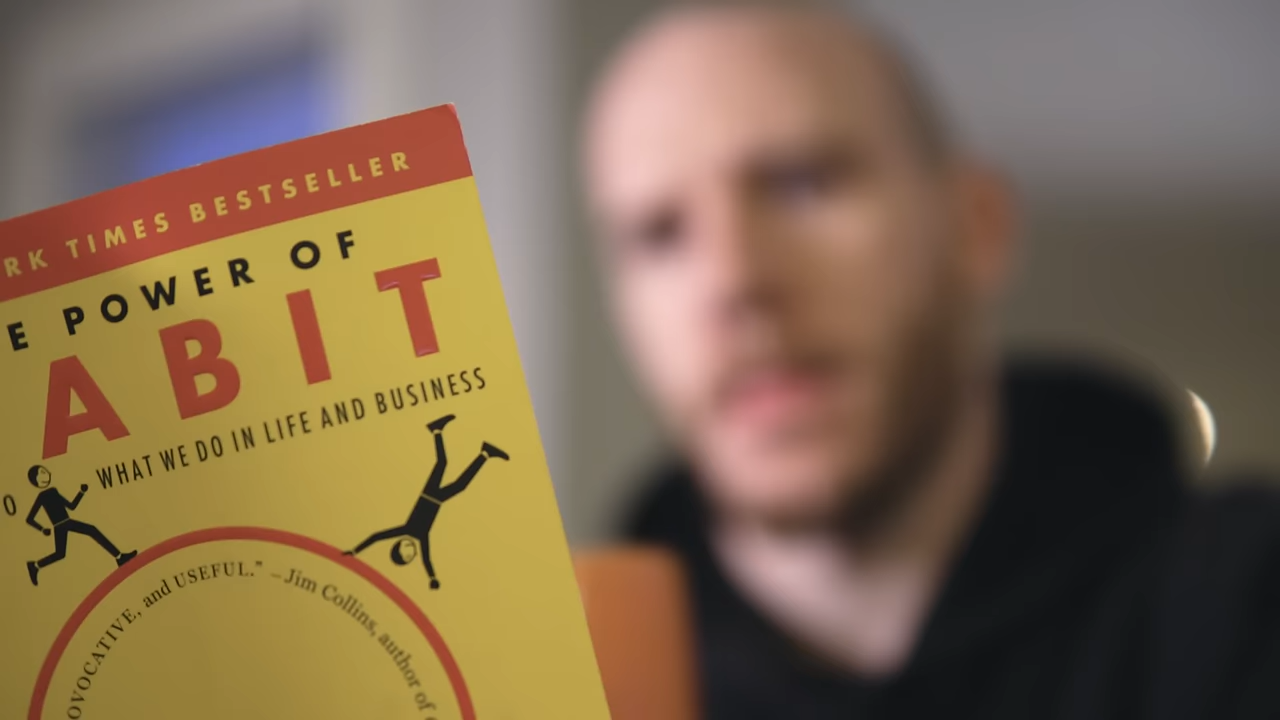 RK TIMES BESTSELLER
E POWER OF
ABIT
O WHAT WE DO IN LIFE AND BUSINESS
OVOCATIVE, and USEFUL.” –Jim Collins, author of